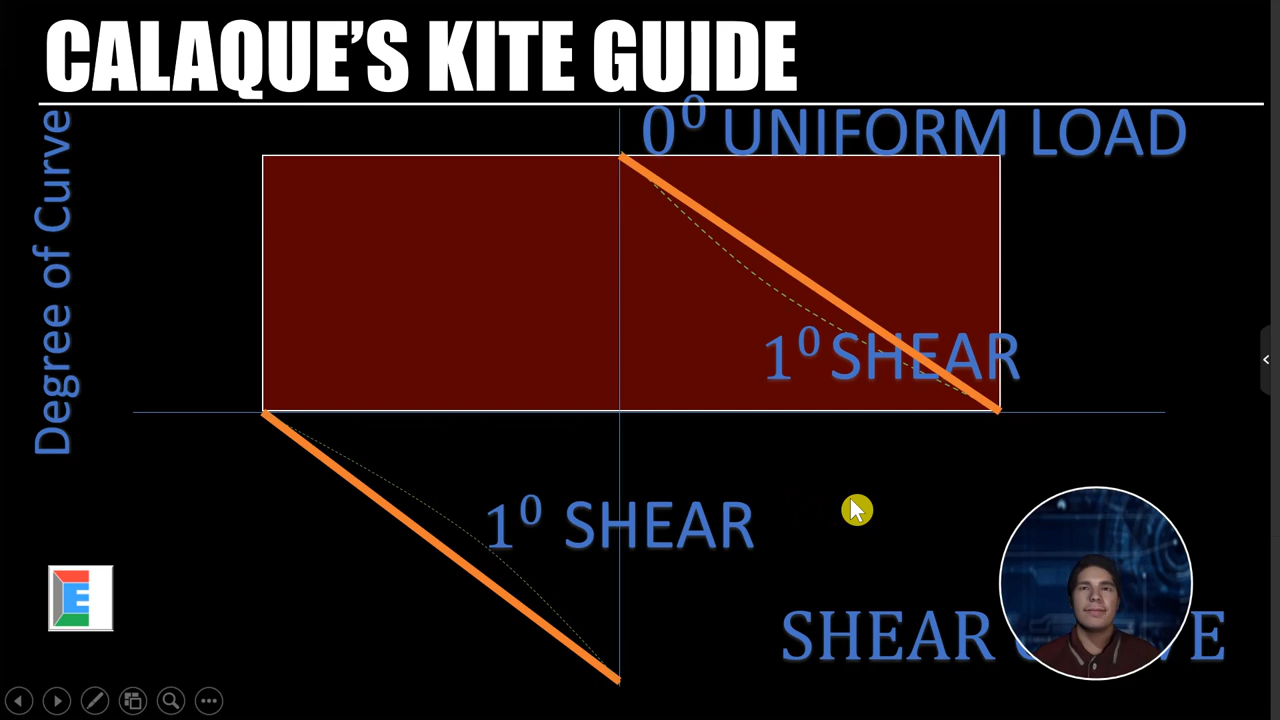 CALAQUE'S KITE GUIDE
Degree of Curve
0⁰ UNIFORM LOAD
1⁰ SHEAR
1⁰ SHEAR
E
SHEAR